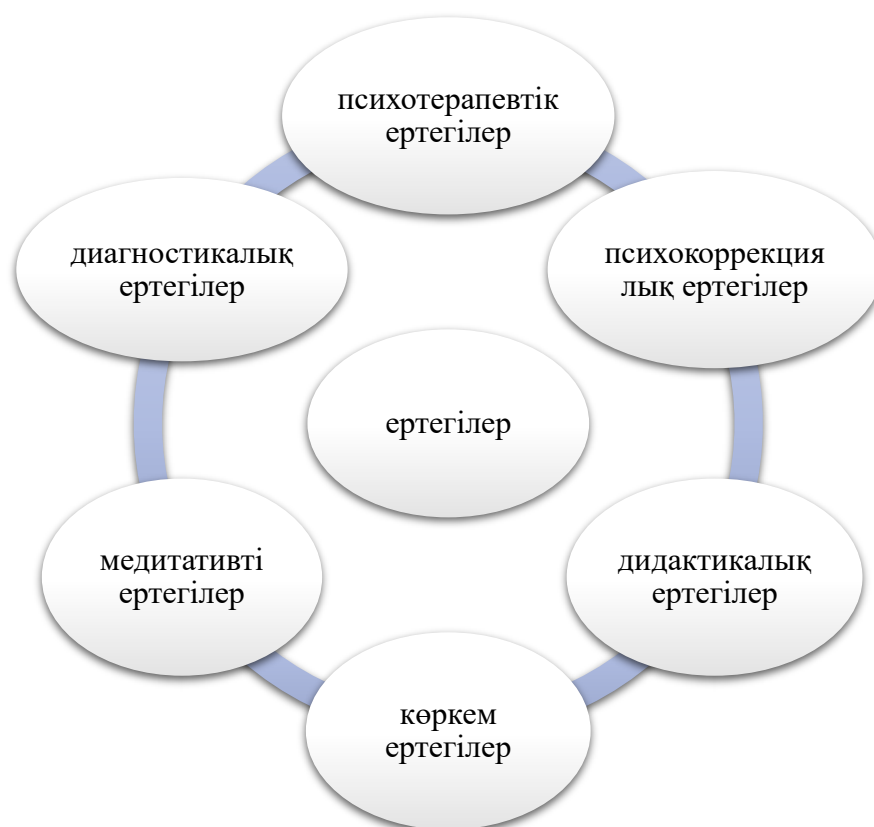 психотерапевтік
ертегілер
психокоррекция
лық ертегілер
дидактикалық
ертегілер
көркем
ертегілер
медитативті
ертегілер
диагностикалық
ертегілер
ертегілер